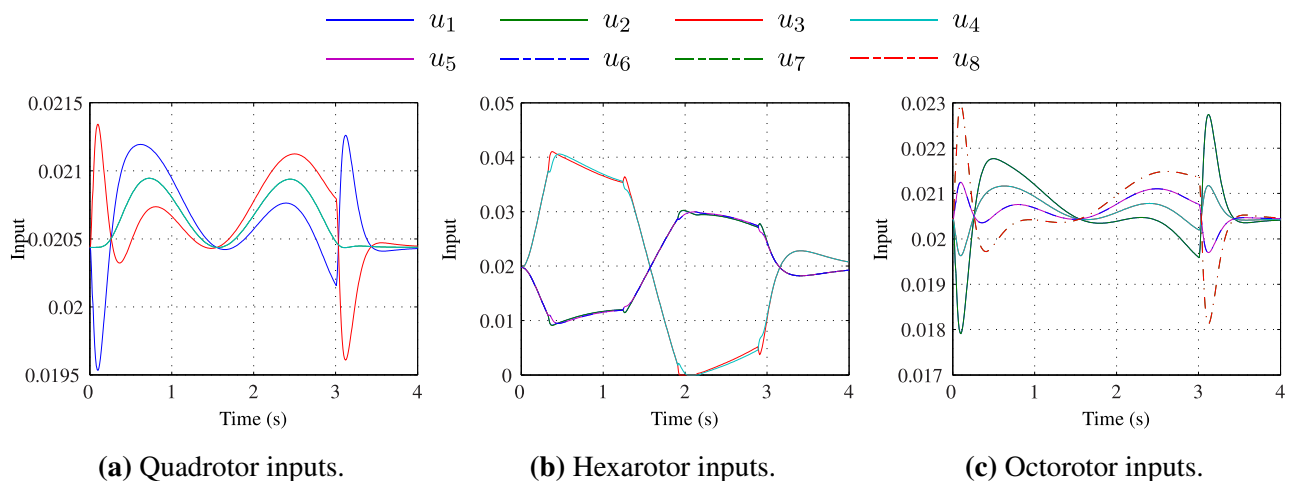 u1 u2 u3 u4
u5 u6 u7 u8
0.0215
0.021
0.0205
0.02
0.0195
Input
0 1 2 3 4
Time (s)
(a) Quadrotor inputs.
0.05
0.04
0.03
0.02
0.01
0
Input
0 1 2 3 4
Time (s)
(b) Hexarotor inputs.
0.023
0.022
0.021
0.02
0.019
0.018
0.017
Input
0 1 2 3 4
Time (s)
(c) Octorotor inputs.